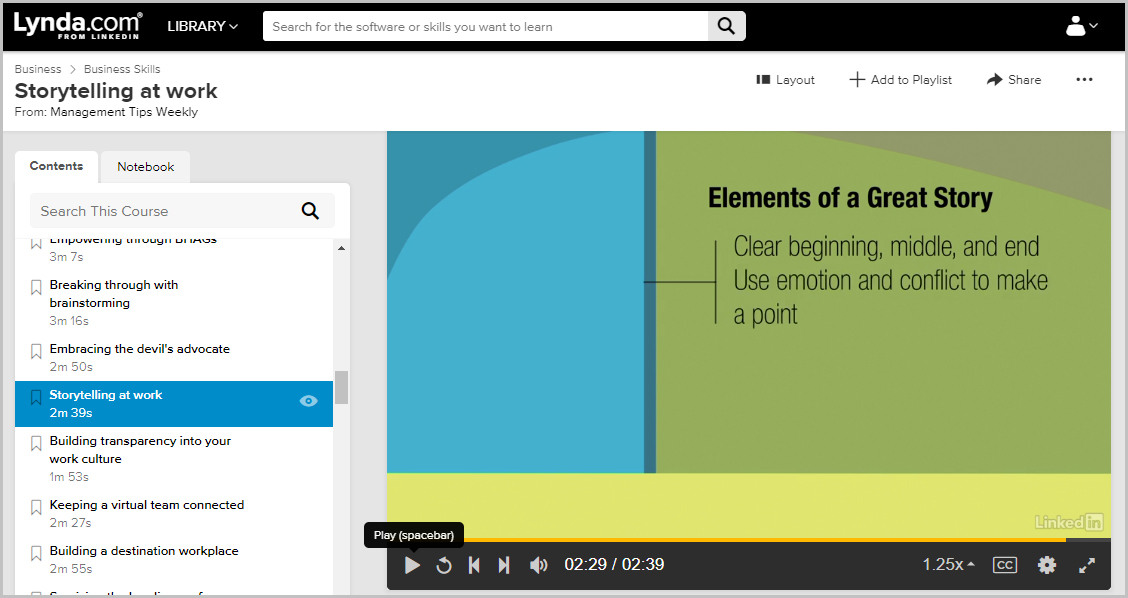 Lynda.com®
FROM LINKEDIN
LIBRARY
Search for the software or skills you want to learn
Business > Business Skills
Storytelling at work
From: Management Tips Weekly
Layout
Add to Playlist
Share
Contents
Notebook
Search This Course
Empowering through BHAGs
3m 7s
Breaking through with
brainstorming
3m 16s
Embracing the devil's advocate
2m 50s
Storytelling at work
2m 39s
Building transparency into your
work culture
1m 53s
Keeping a virtual team connected
2m 27s
Building a destination workplace
2m 55s
Elements of a Great Story
Clear beginning, middle, and end
Use emotion and conflict to make
a point
LinkedIn
Play (spacebar)
02:29 / 02:39
1.25x
CC